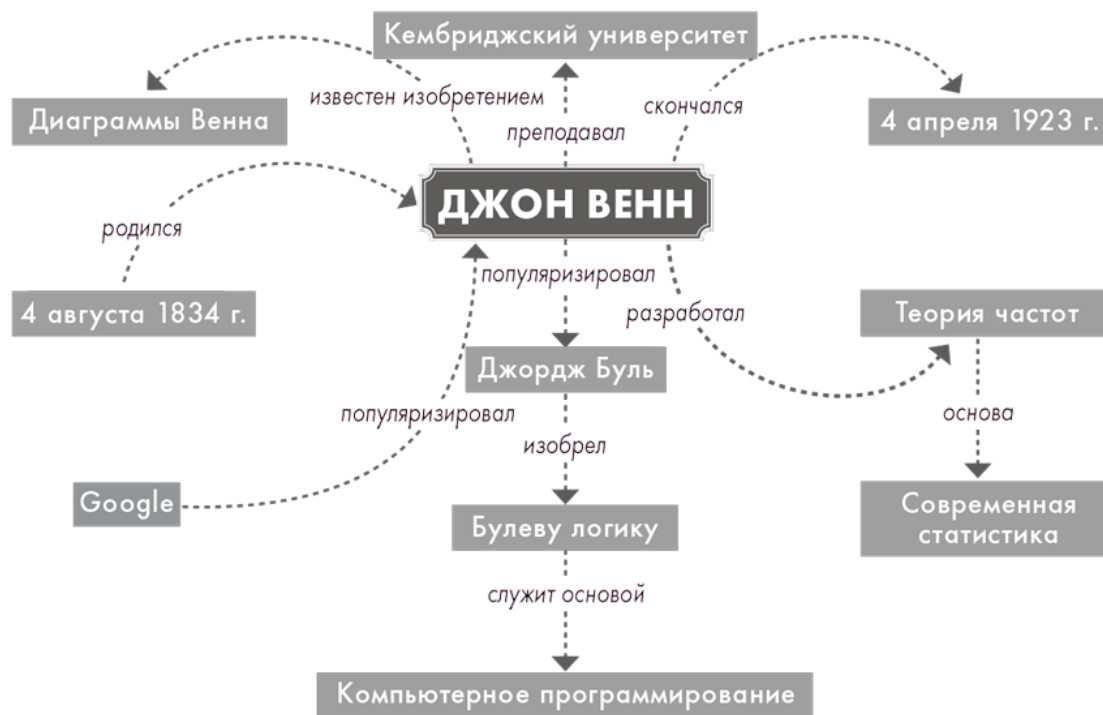 Кембриджский университет
известен изобретением
скончался
Диаграммы Венна
преподавал
4 апреля 1923 г.
ДЖОН ВЕНН
родился
популяризировал
4 августа 1834 г.
разработал
Теория частот
Джордж Буль
популяризировал
основа
изобрел
Google
Булеву логику
Современная
статистика
служит основой
Компьютерное программирование